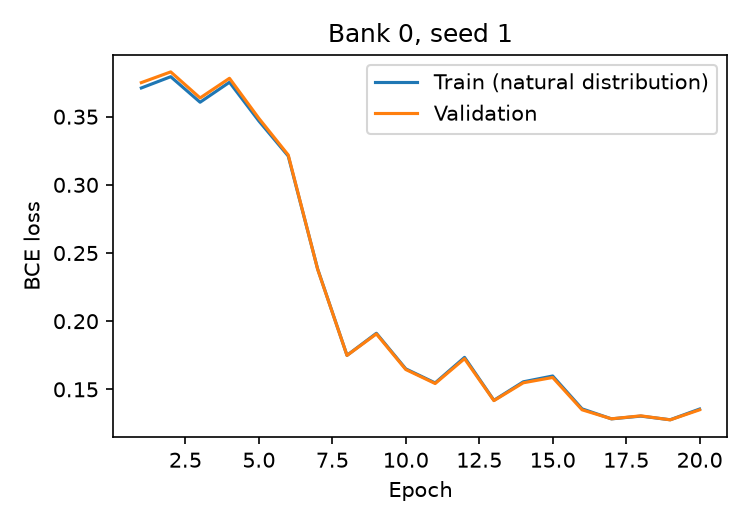 Bank 0, seed 1
Train (natural distribution)
Validation
BCE loss
0.35
0.30
0.25
0.20
0.15
2.5 5.0 7.5 10.0 12.5 15.0 17.5 20.0
Epoch